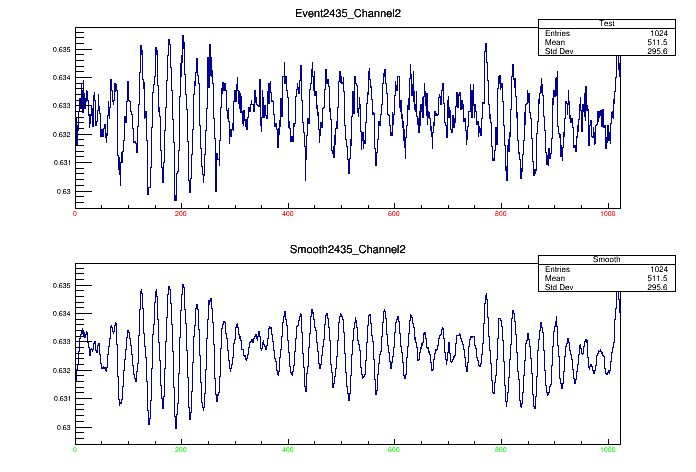 Event2435_Channel2
Test
Entries 1024
Mean 511.5
Std Dev 295.6
0.635
0.634
0.633
0.632
0.631
0.63
0 200 400 600 800 1000
Smooth2435_Channel2
Smooth
Entries 1024
Mean 511.5
Std Dev 295.6
0.635
0.634
0.633
0.632
0.631
0.63
0 200 400 600 800 1000